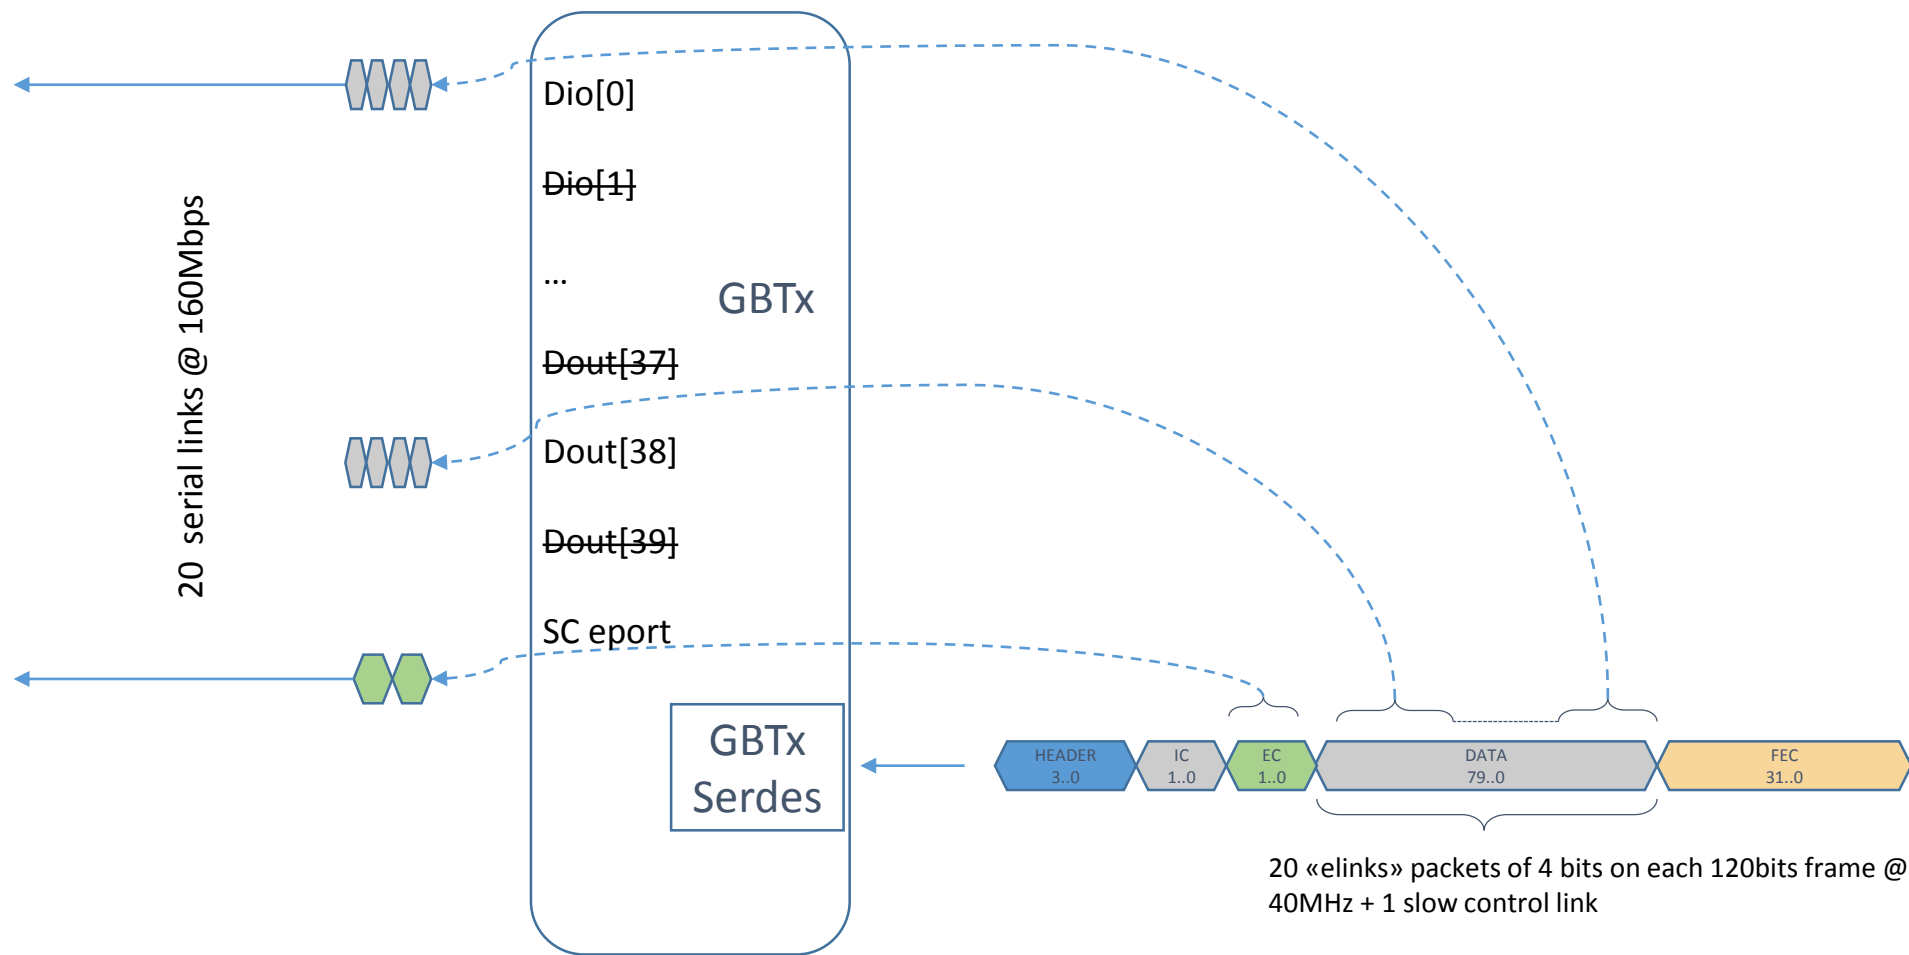 Dio[0]
Dio[1]
...
GBTx
Dout[37]
Dout[38]
Dout[39]
SC eport
20 serial links @ 160Mbps
GBTx
Serdes
HEADER
3..0
IC
1..0
EC
1..0
DATA
79..0
FEC
31..0
20 «elinks» packets of 4 bits on each 120bits frame @
40MHz + 1 slow control link